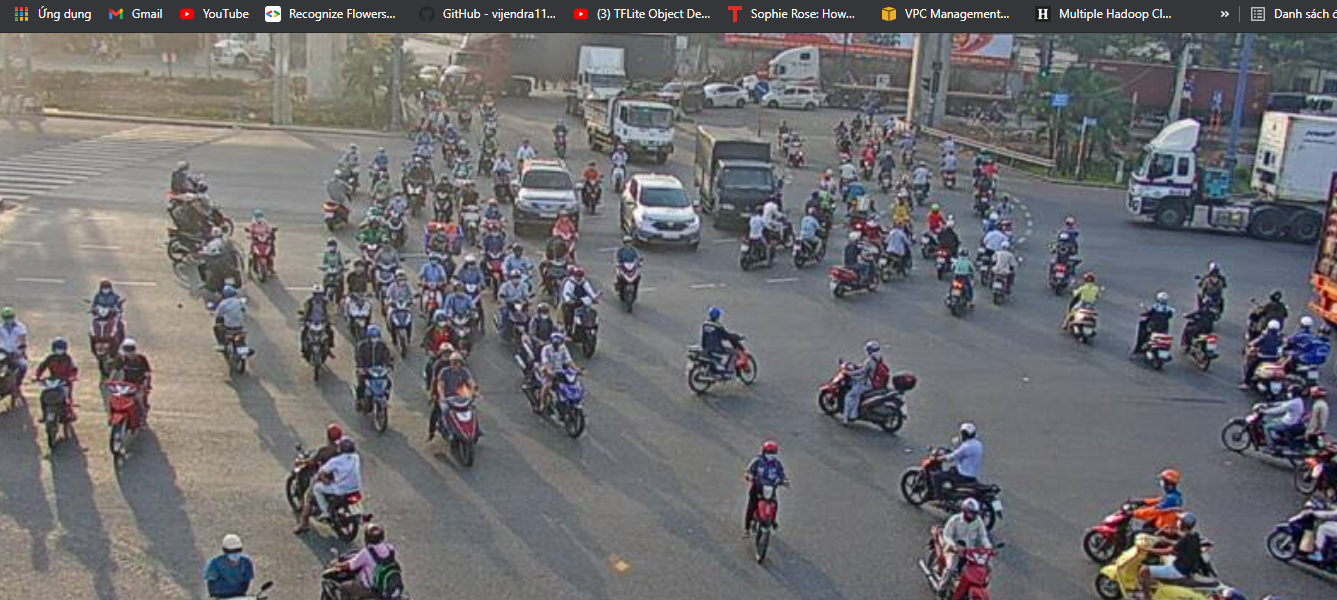 Ứng dụng Gmail YouTube Recognize Flowers... GitHub - vijendra11... (3) TFLite Object De... Sophie Rose: How... VPC Management... Multiple Hadoop Cl... » Danh sách đ